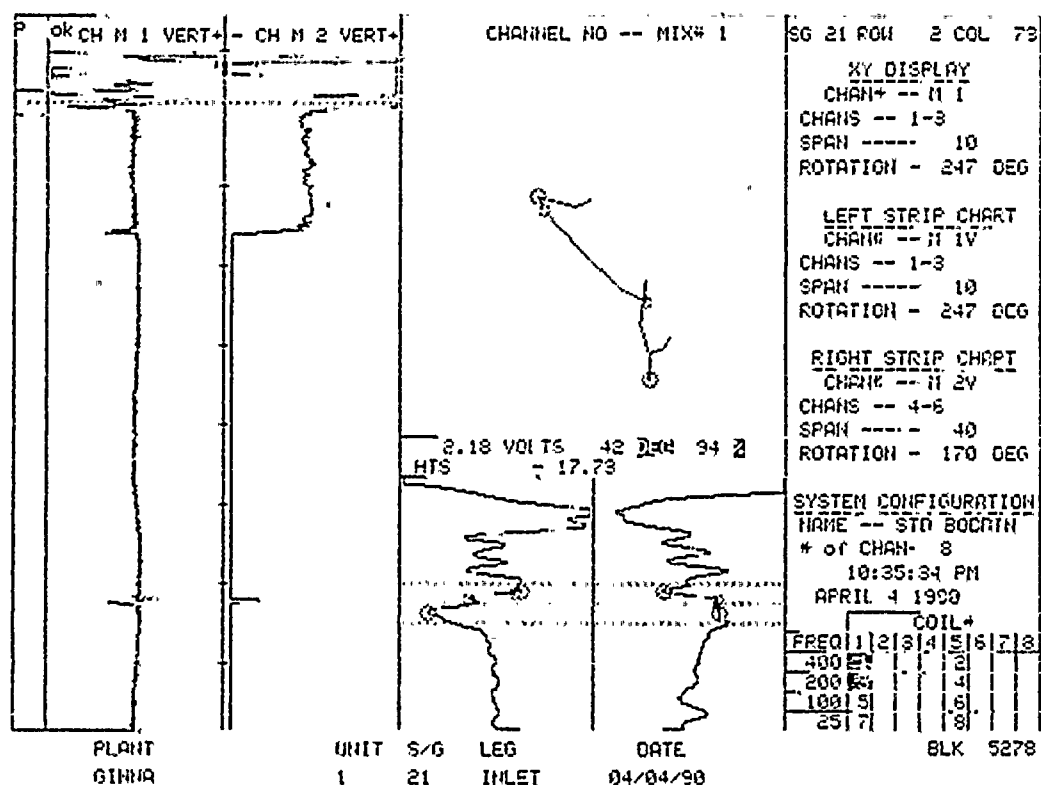 P ok CH M 1 VERT+ - CH M 2 VERT+ CHANNEL NO -- MIX# 1 SG 21 ROW 2 COL 73
XY DISPLAY
CHAN# -- M 1
CHANS -- 1-3
SPAN ----- 10
ROTATION - 247 DEG
LEFT STRIP CHART
CHAN# -- M 1V
CHANS -- 1-3
SPAN ----- 10
ROTATION - 247 DEG
RIGHT STRIP CHART
CHAN# -- M 2V
CHANS -- 4-6
SPAN ----- 40
ROTATION - 170 DEG
2.18 VOLTS 42 DEG 94 %
HTS - 17.73
SYSTEM CONFIGURATION
NAME -- STD
# of CHAN- 8
10:35:34 PM
APRIL 4 1990
COIL#
FREQ 1 2 3 4 5 6 7 8
400 2
200 4
100 5 6
25 7 8
PLANT UNIT S/G LEG DATE BLK 5278
GINNA 1 21 INLET 04/04/90